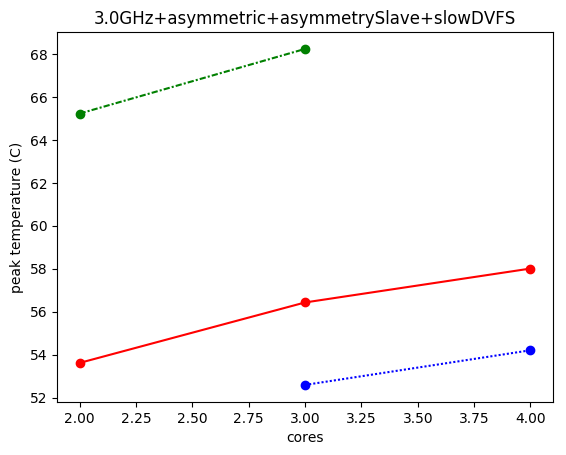 3.0GHz+asymmetric+asymmetrySlave+slowDVFS
68
66
64
62
60
58
56
54
52
peak temperature (C)
2.00 2.25 2.50 2.75 3.00 3.25 3.50 3.75 4.00
cores